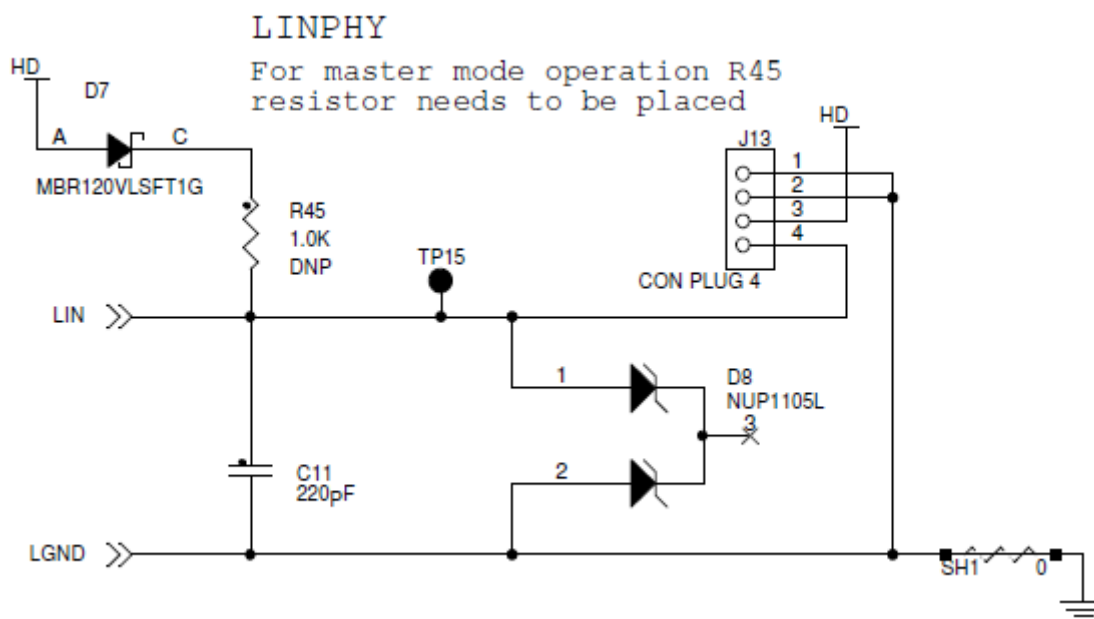 LINPHY
For master mode operation R45
resistor needs to be placed
HD
D7
A
C
MBR120VLSFT1G
R45
1.0K
DNP
TP15
HD
J13
1
2
3
4
CON PLUG 4
LIN
1
D8
NUP1105L
3
2
C11
220pF
LGND
SH1
0